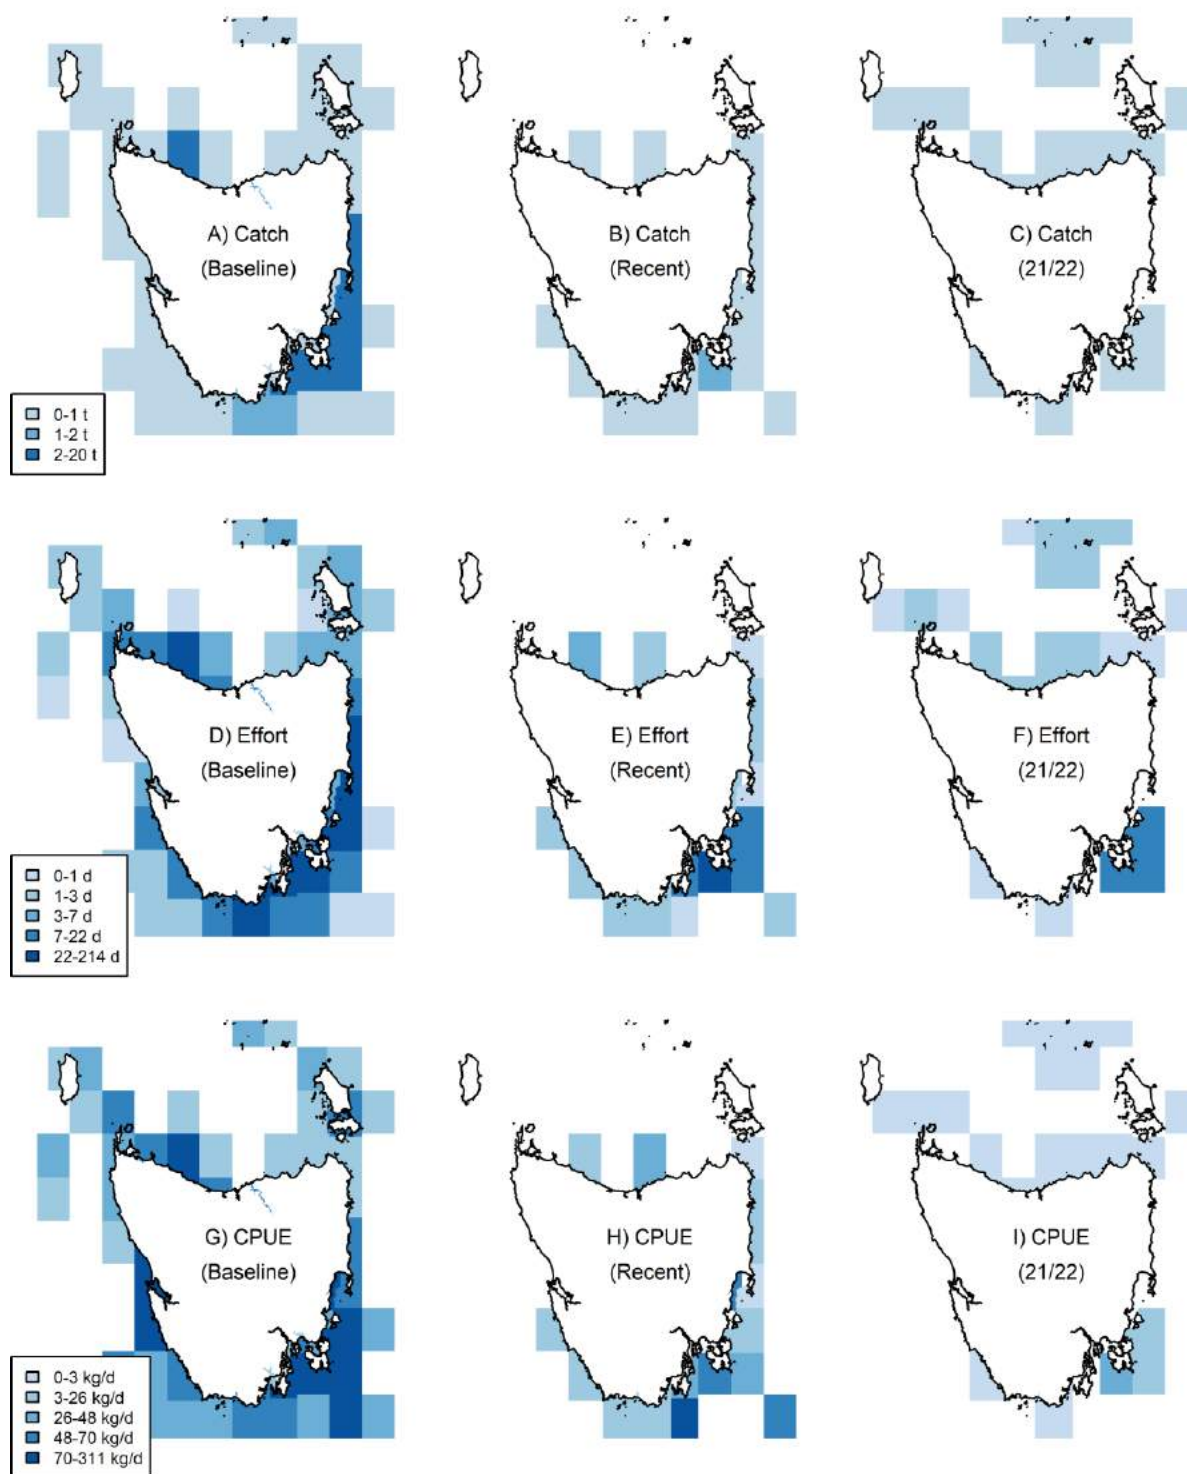 A) Catch
(Baseline)
B) Catch
(Recent)
C) Catch
(21/22)
0-1 t
1-2 t
2-20 t
D) Effort
(Baseline)
E) Effort
(Recent)
F) Effort
(21/22)
0-1 d
1-3 d
3-7 d
7-22 d
22-214 d
G) CPUE
(Baseline)
H) CPUE
(Recent)
I) CPUE
(21/22)
0-3 kg/d
3-26 kg/d
26-48 kg/d
48-70 kg/d
70-311 kg/d